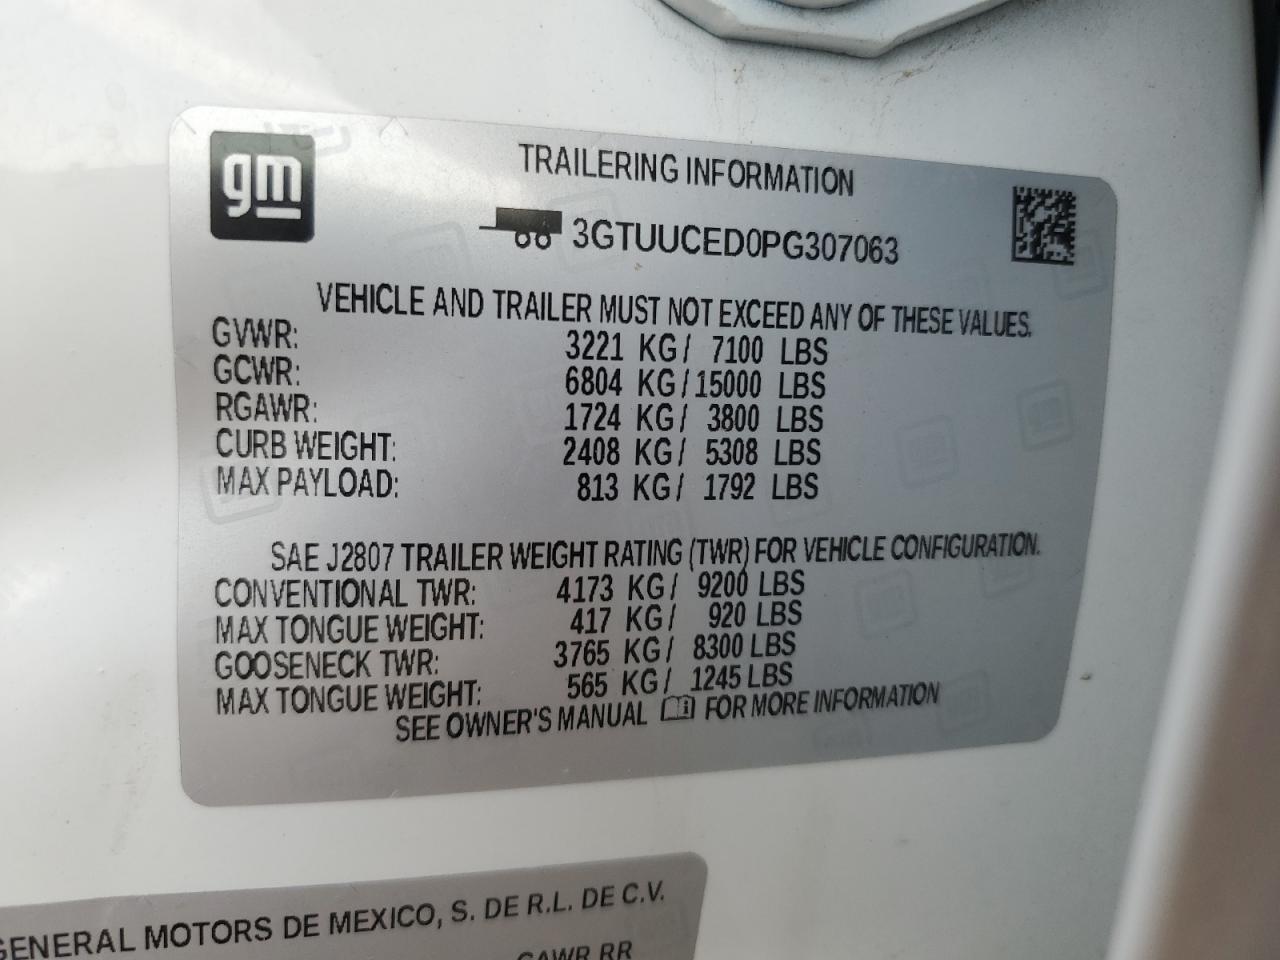 gm
TRAILERING INFORMATION
3GTUUCED0PG307063
VEHICLE AND TRAILER MUST NOT EXCEED ANY OF THESE VALUES.
GVWR: 3221 KG/ 7100 LBS
GCWR: 6804 KG/15000 LBS
RGAWR: 1724 KG/ 3800 LBS
CURB WEIGHT: 2408 KG/ 5308 LBS
MAX PAYLOAD: 813 KG/ 1792 LBS
SAE J2807 TRAILER WEIGHT RATING (TWR) FOR VEHICLE CONFIGURATION.
CONVENTIONAL TWR: 4173 KG/ 9200 LBS
MAX TONGUE WEIGHT: 417 KG/ 920 LBS
GOOSENECK TWR: 3765 KG/ 8300 LBS
MAX TONGUE WEIGHT: 565 KG/ 1245 LBS
SEE OWNER'S MANUAL FOR MORE INFORMATION
GENERAL MOTORS DE MEXICO, S. DE R.L. DE C.V.
GAWR RR